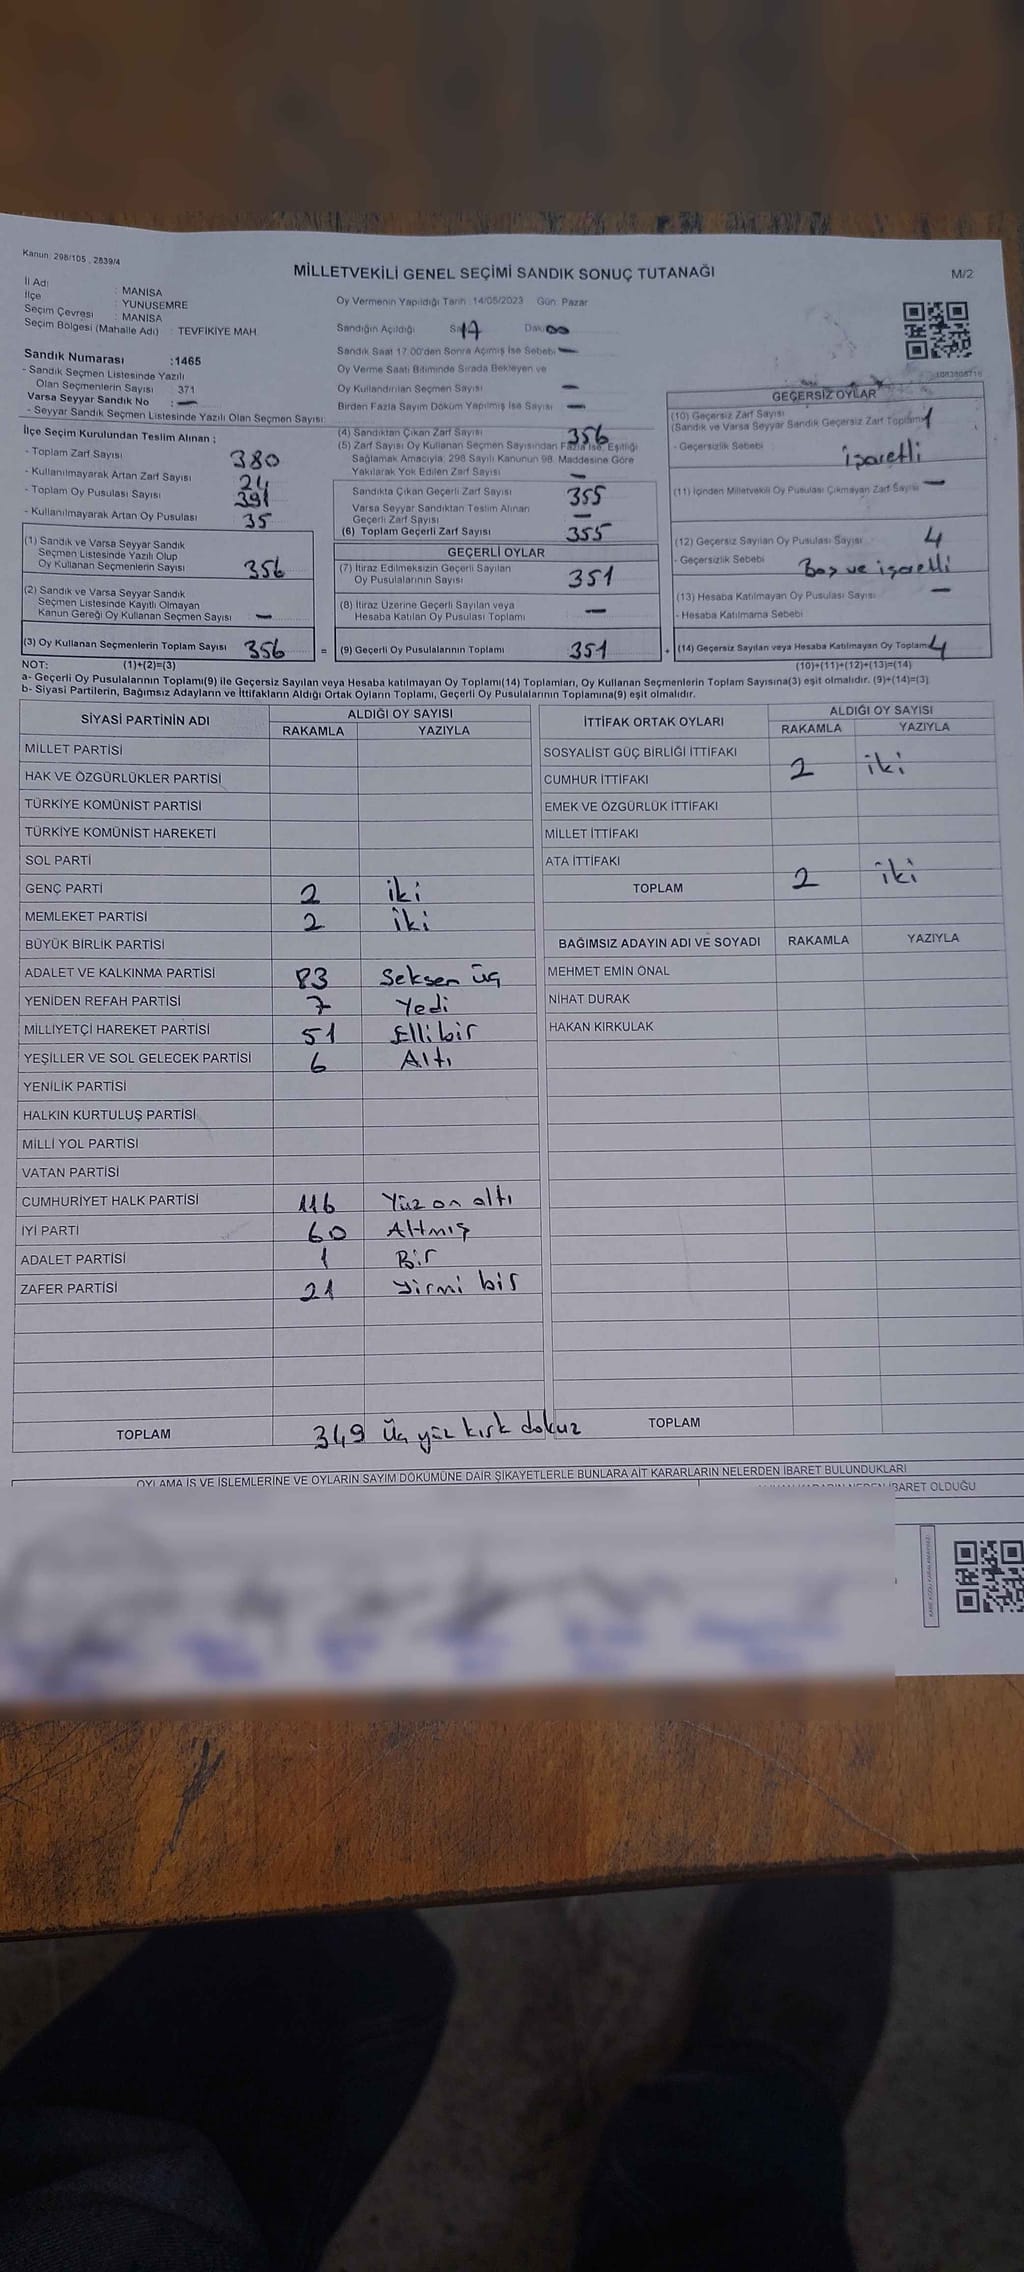 Kanun: 298/105, 2839/4
MİLLETVEKİLİ GENEL SEÇİMİ SANDIK SONUÇ TUTANAĞI
M/2
İl Adı : MANİSA
İlçe : YUNUSEMRE
Seçim Çevresi : MANİSA
Seçim Bölgesi (Mahalle Adı) : TEVFİKİYE MAH.
Sandık Numarası :1465
- Sandık Seçmen Listesinde Yazılı
Olan Seçmenlerin Sayısı : 371
Varsa Seyyar Sandık No : —
- Seyyar Sandık Seçmen Listesinde Yazılı Olan Seçmen Sayısı:
Oy Vermenin Yapıldığı Tarih :14/05/2023 Gün: Pazar
Sandığın Açıldığı Saat 17 Daki 00
Sandık Saat 17.00'den Sonra Açımış İse Sebebi —
Oy Verme Saati Bitiminde Sırada Bekleyen ve
Oy Kullandırılan Seçmen Sayısı —
Birden Fazla Sayım Döküm Yapılmış İse Sayısı —
İlçe Seçim Kurulundan Teslim Alınan ;
- Toplam Zarf Sayısı 380
- Kullanılmayarak Artan Zarf Sayısı 24
- Toplam Oy Pusulası Sayısı 391
- Kullanılmayarak Artan Oy Pusulası 35
(1) Sandık ve Varsa Seyyar Sandık
Seçmen Listesinde Yazılı Olup
Oy Kullanan Seçmenlerin Sayısı 356
(2) Sandık ve Varsa Seyyar Sandık
Seçmen Listesinde Kayıtlı Olmayan
Kanun Gereği Oy Kullanan Seçmen Sayısı —
(3) Oy Kullanan Seçmenlerin Toplam Sayısı 356 =
(4) Sandıktan Çıkan Zarf Sayısı 356
(5) Zarf Sayısı Oy Kullanan Seçmen Sayısından Fazla İse, Eşitliği
Sağlamak Amacıyla, 298 Sayılı Kanunun 98. Maddesine Göre
Yakılarak Yok Edilen Zarf Sayısı —
Sandıkta Çıkan Geçerli Zarf Sayısı 355
Varsa Seyyar Sandıktan Teslim Alınan
Geçerli Zarf Sayısı —
(6) Toplam Geçerli Zarf Sayısı 355
GEÇERLİ OYLAR
(7) İtiraz Edilmeksizin Geçerli Sayılan
Oy Pusulalarının Sayısı 351
(8) İtiraz Üzerine Geçerli Sayılan veya
Hesaba Katılan Oy Pusulası Toplamı —
(9) Geçerli Oy Pusulalarının Toplamı 351 +
GEÇERSİZ OYLAR
(10) Geçersiz Zarf Sayısı
(Sandık ve Varsa Seyyar Sandık Geçersiz Zarf Toplamı) 1
- Geçersizlik Sebebi işaretli
(11) İçinden Milletvekili Oy Pusulası Çıkmayan Zarf Sayısı —
(12) Geçersiz Sayılan Oy Pusulası Sayısı 4
- Geçersizlik Sebebi Boş ve işaretli
(13) Hesaba Katılmayan Oy Pusulası Sayısı —
- Hesaba Katılmama Sebebi
(14) Geçersiz Sayılan veya Hesaba Katılmayan Oy Toplamı 4
NOT: (1)+(2)=(3) (10)+(11)+(12)+(13)=(14)
a- Geçerli Oy Pusulalarının Toplamı(9) ile Geçersiz Sayılan veya Hesaba katılmayan Oy Toplamı(14) Toplamları, Oy Kullanan Seçmenlerin Toplam Sayısına(3) eşit olmalıdır. (9)+(14)=(3)
b- Siyasi Partilerin, Bağımsız Adayların ve İttifakların Aldığı Ortak Oyların Toplamı, Geçerli Oy Pusulalarının Toplamına(9) eşit olmalıdır.
SİYASİ PARTİNİN ADI ALDIĞI OY SAYISI
RAKAMLA YAZIYLA
MİLLET PARTİSİ
HAK VE ÖZGÜRLÜKLER PARTİSİ
TÜRKİYE KOMÜNİST PARTİSİ
TÜRKİYE KOMÜNİST HAREKETİ
SOL PARTİ
GENÇ PARTİ 2 iki
MEMLEKET PARTİSİ 2 iki
BÜYÜK BİRLİK PARTİSİ
ADALET VE KALKINMA PARTİSİ 83 Seksen üç
YENİDEN REFAH PARTİSİ 7 Yedi
MİLLİYETÇİ HAREKET PARTİSİ 51 Elli bir
YEŞİLLER VE SOL GELECEK PARTİSİ 6 Altı
YENİLİK PARTİSİ
HALKIN KURTULUŞ PARTİSİ
MİLLİ YOL PARTİSİ
VATAN PARTİSİ
CUMHURİYET HALK PARTİSİ 116 Yüz on altı
İYİ PARTİ 60 Altmış
ADALET PARTİSİ 1 Bir
ZAFER PARTİSİ 21 Yirmi bir
TOPLAM 349 Üç yüz kırk dokuz
İTTİFAK ORTAK OYLARI ALDIĞI OY SAYISI
RAKAMLA YAZIYLA
SOSYALİST GÜÇ BİRLİĞİ İTTİFAKI
CUMHUR İTTİFAKI 2 iki
EMEK VE ÖZGÜRLÜK İTTİFAKI
MİLLET İTTİFAKI
ATA İTTİFAKI
TOPLAM 2 iki
BAĞIMSIZ ADAYIN ADI VE SOYADI RAKAMLA YAZIYLA
MEHMET EMİN ÖNAL
NİHAT DURAK
HAKAN KIRKULAK
TOPLAM
OYLAMA İŞ VE İŞLEMLERİNE VE OYLARIN SAYIM DÖKÜMÜNE DAİR ŞİKAYETLERLE BUNLARA AİT KARARLARIN NELERDEN İBARET BULUNDUKLARI
İBARET OLDUĞU